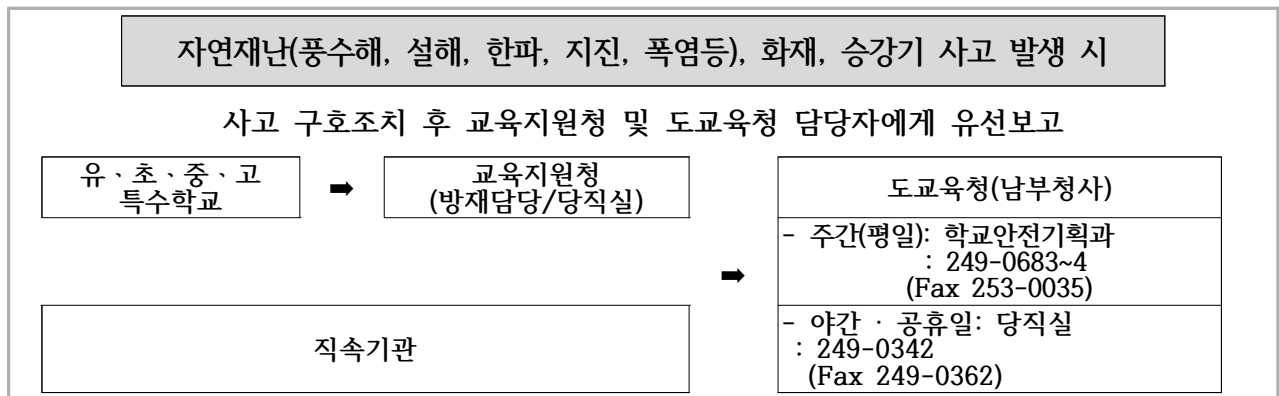 자연재난(풍수해, 설해, 한파, 지진, 폭염등), 화재, 승강기 사고 발생 시
사고 구호조치 후 교육지원청 및 도교육청 담당자에게 유선보고
유ㆍ초ㆍ중ㆍ고
특수학교
➡
교육지원청
(방재담당/당직실)
➡
도교육청(남부청사)
- 주간(평일): 학교안전기획과
: 249-0683~4
(Fax 253-0035)
직속기관
- 야간 · 공휴일: 당직실
: 249-0342
(Fax 249-0362)